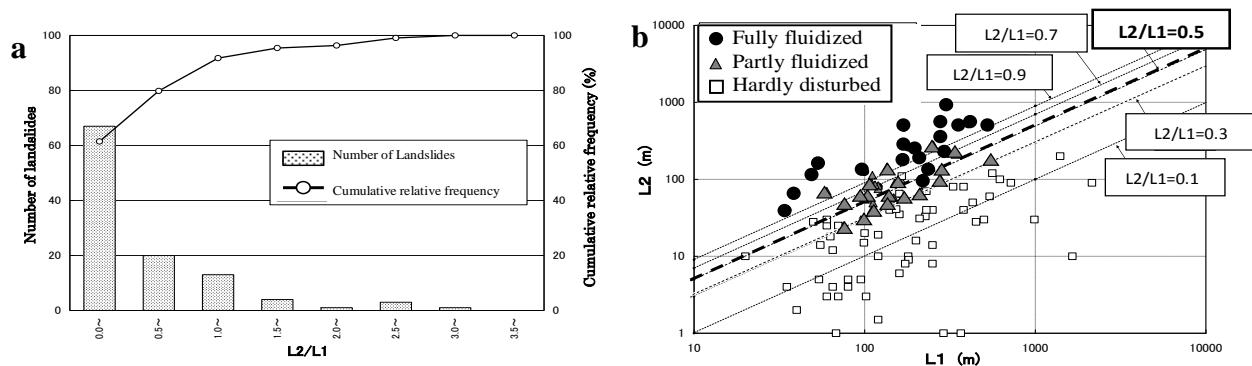 a
Number of landslides
100
80
60
40
20
0
Number of Landslides
Cumulative relative frequency
100
80
60
40
20
0
Cumulative relative frequency (%)
0.0~
0.5~
1.0~
1.5~
2.0~
2.5~
3.0~
3.5~
L2/L1
b
Fully fluidized
Partly fluidized
Hardly disturbed
L2/L1=0.7
L2/L1=0.5
L2/L1=0.9
L2/L1=0.3
L2/L1=0.1
L2 (m)
10000
1000
100
10
1
10
100
1000
10000
L1 (m)